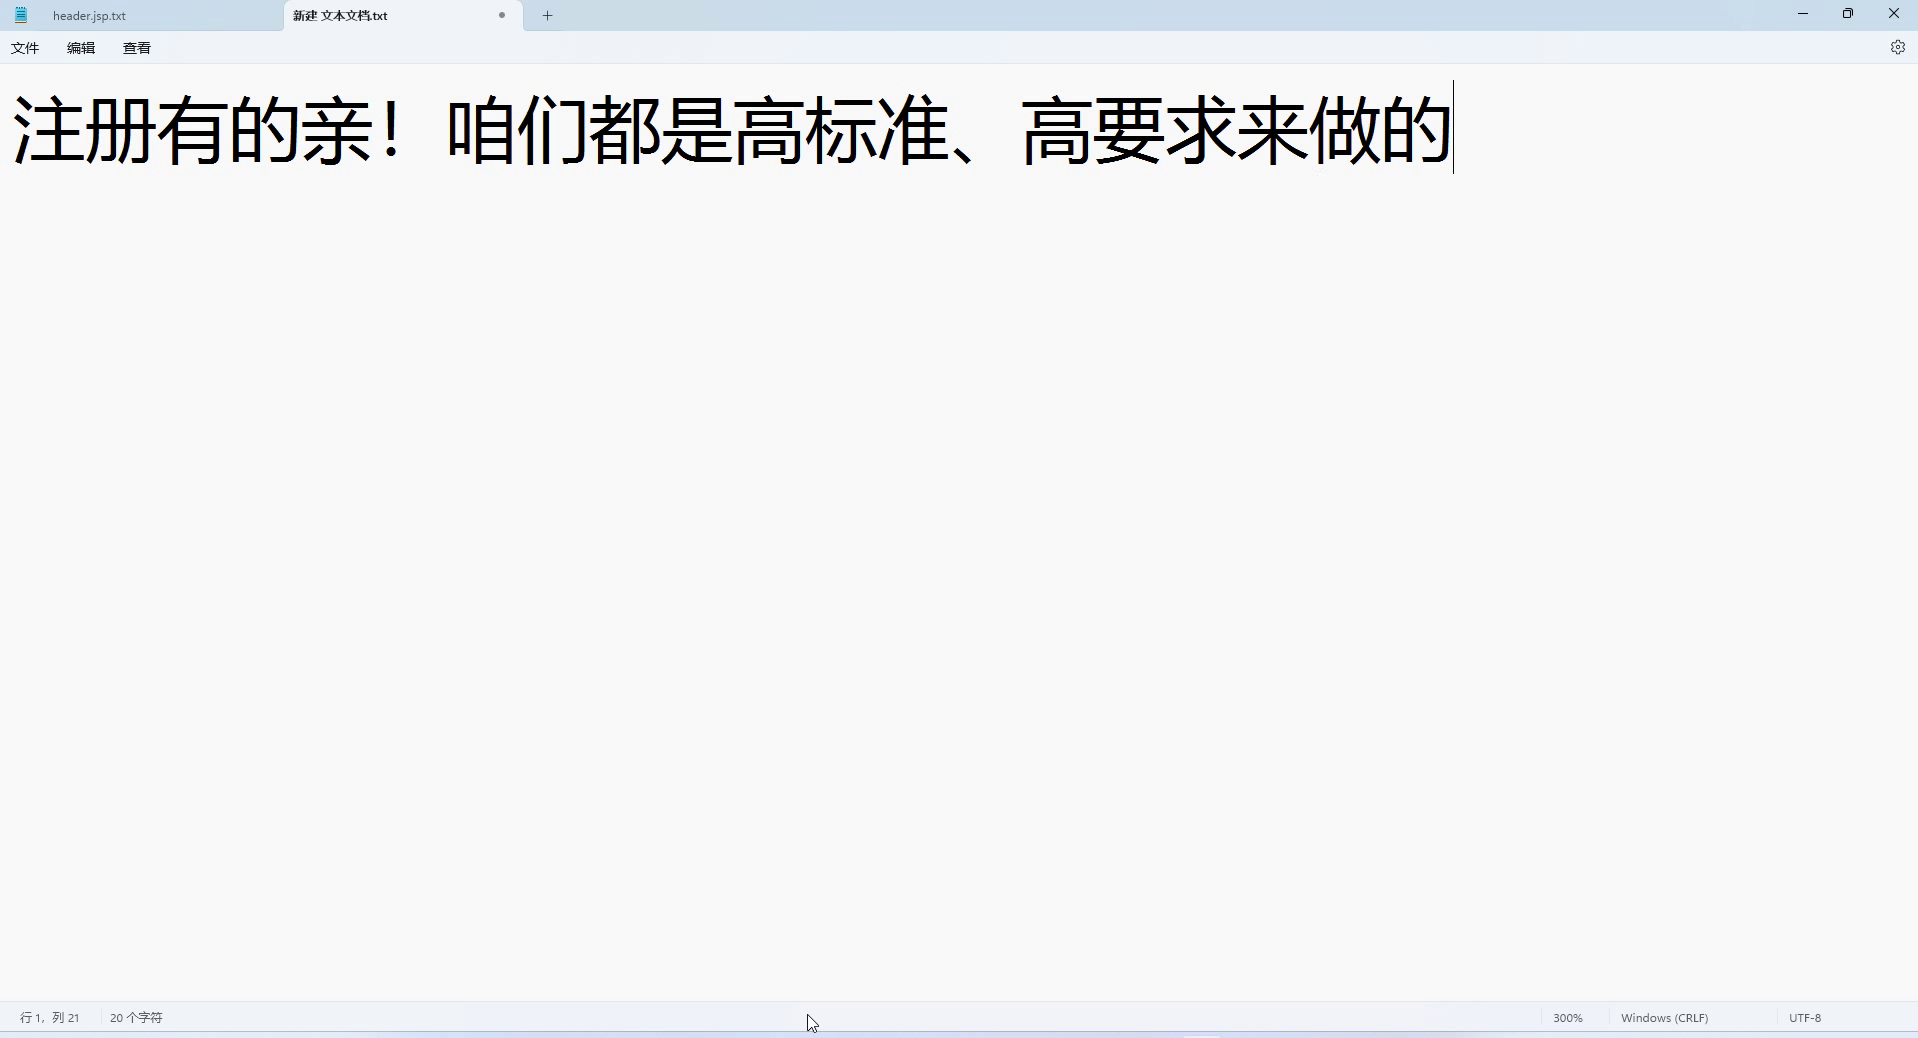 header.jsp.txt
新建 文本文档.txt
文件 编辑 查看
注册有的亲！咱们都是高标准、高要求来做的
行 1，列 21 20 个字符 300% Windows (CRLF) UTF-8